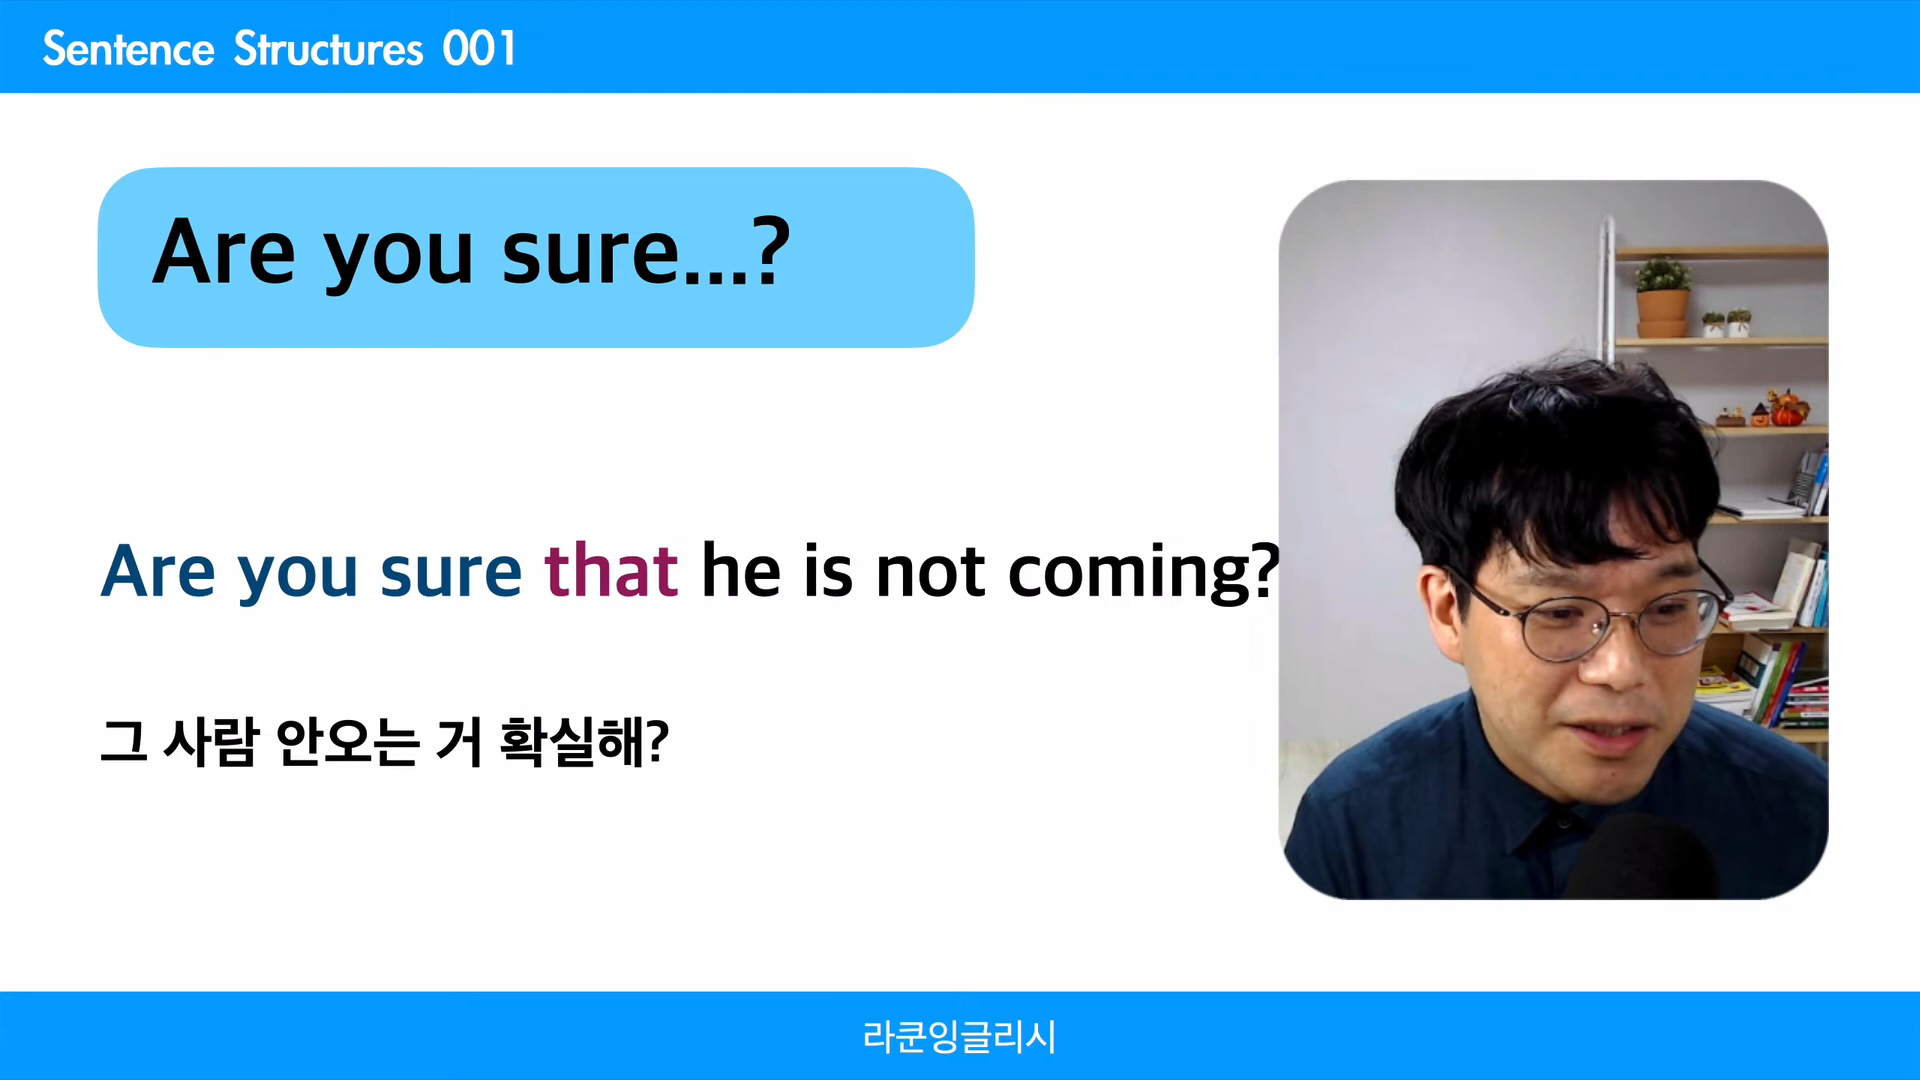 Sentence Structures 001
Are you sure...?
Are you sure that he is not coming?
그 사람 안오는 거 확실해?
라쿤잉글리시